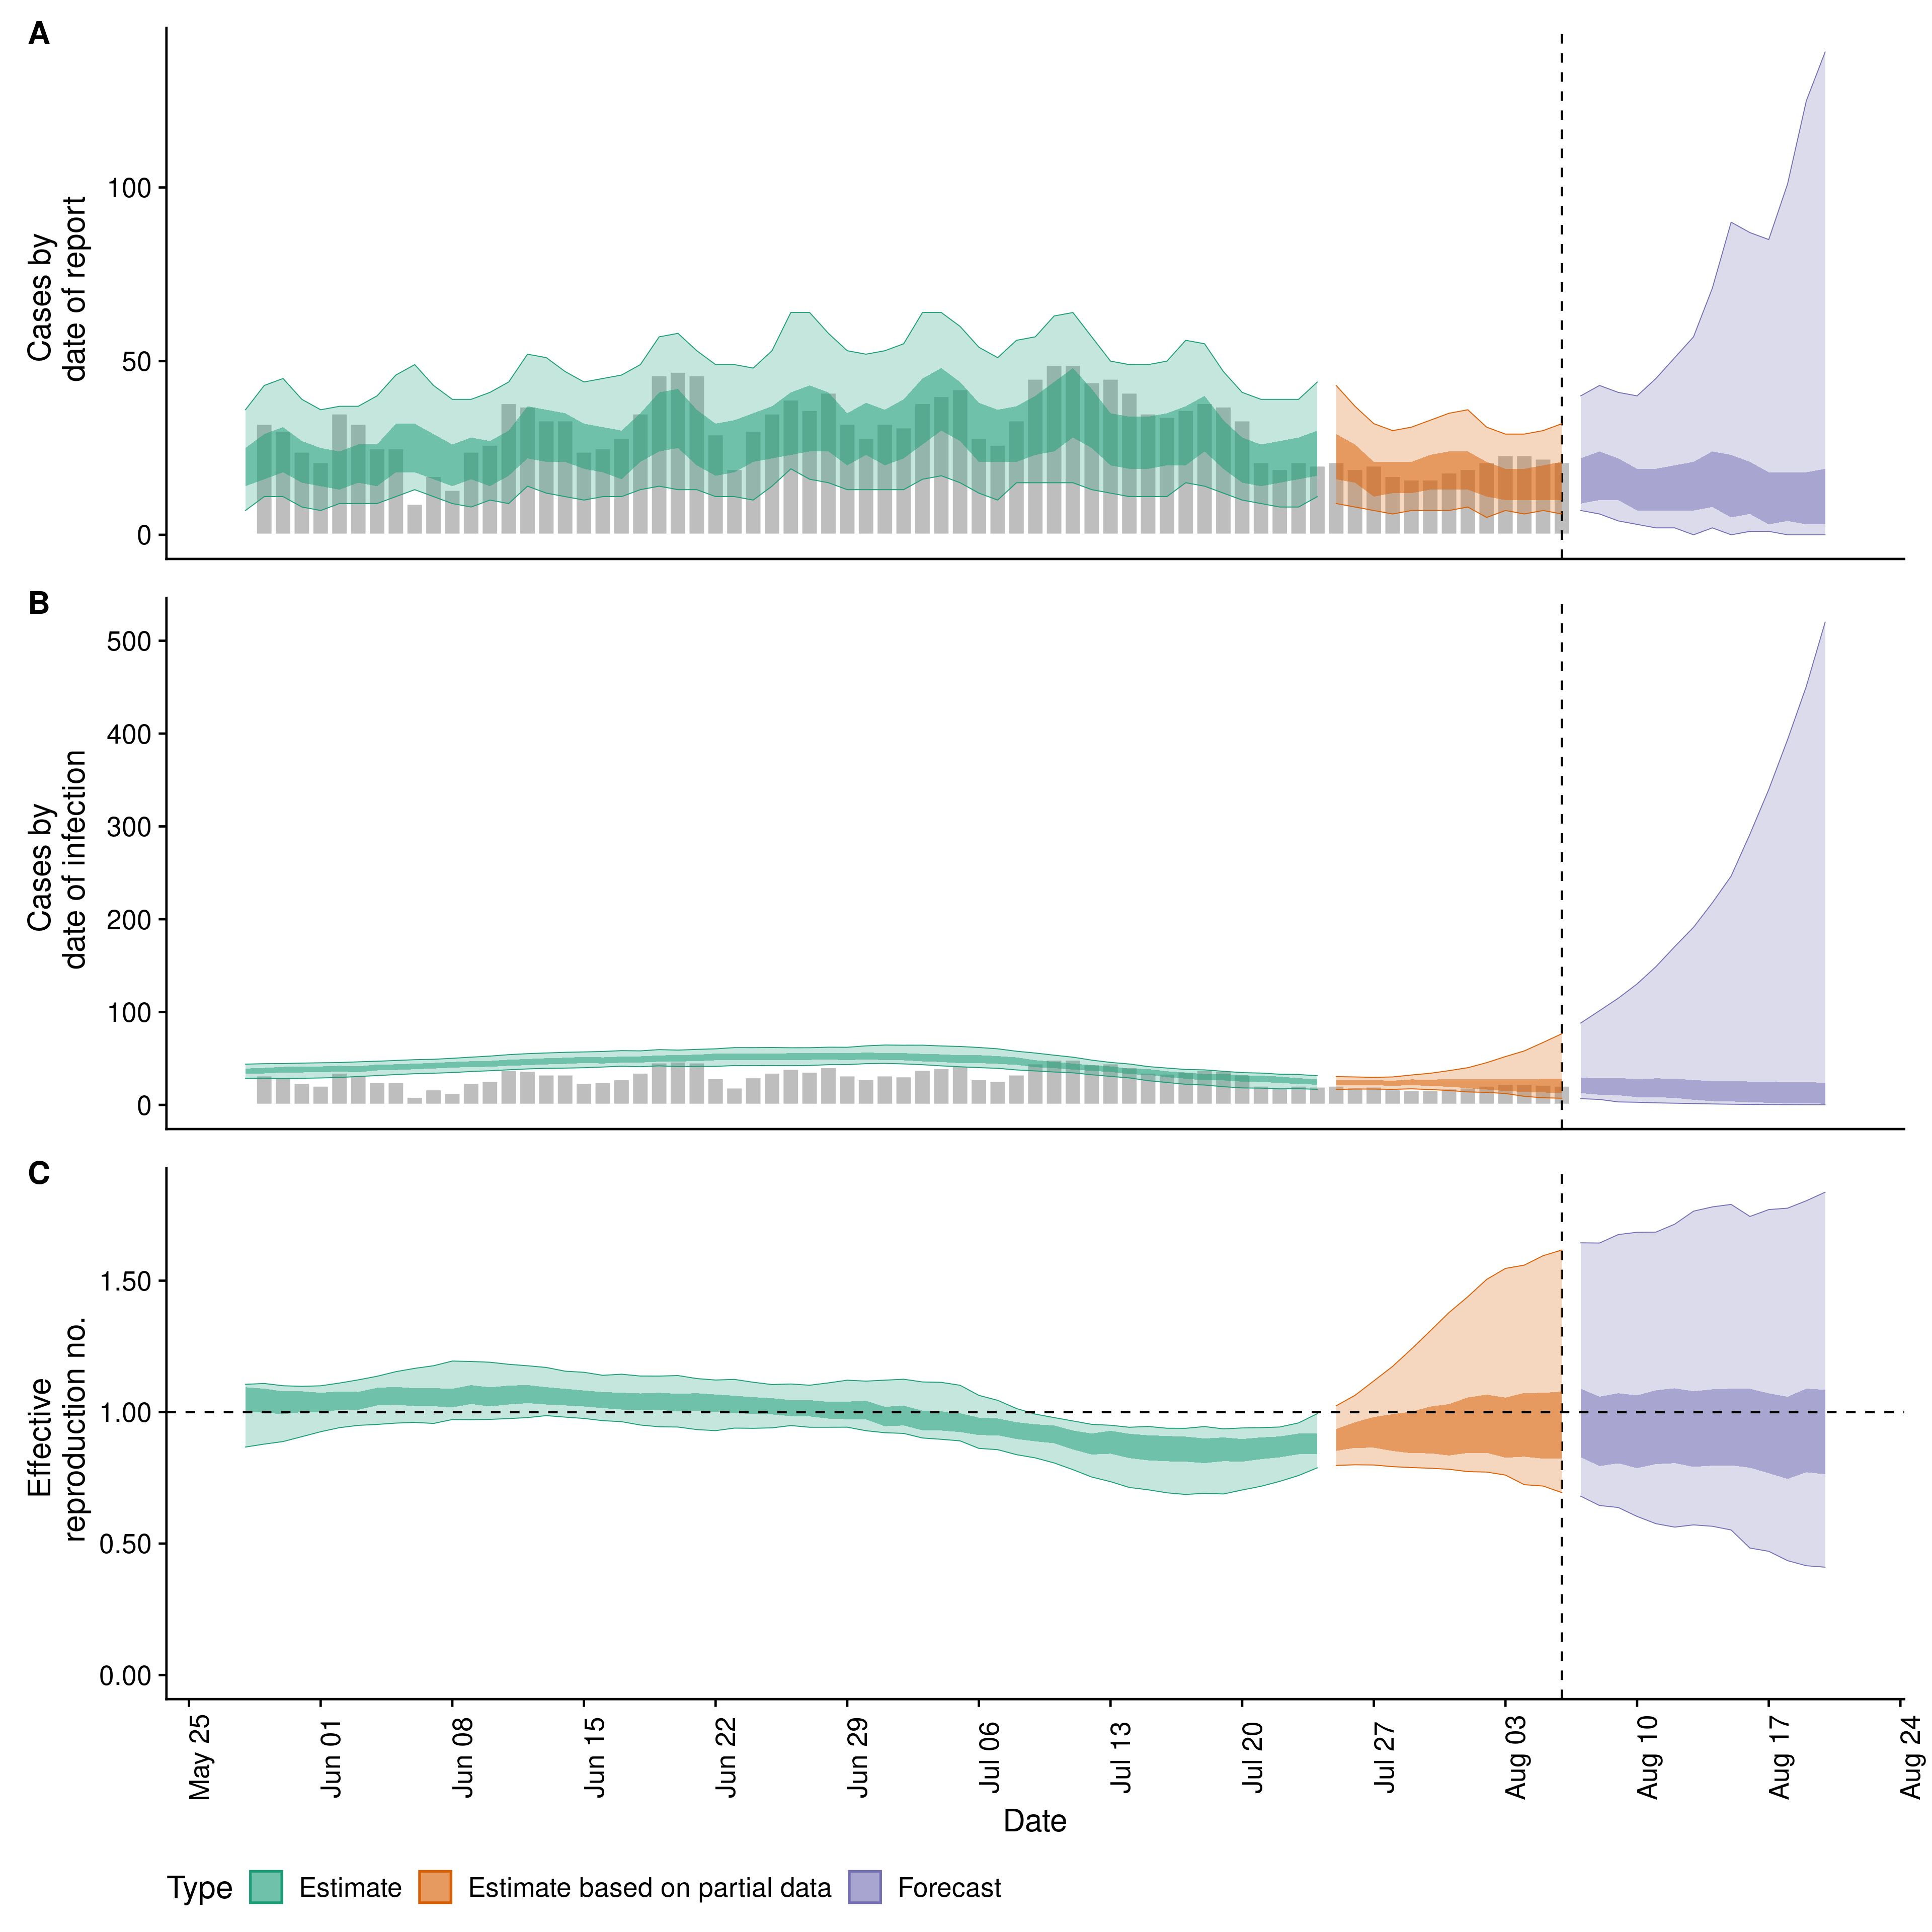 A
Cases by
date of report
100
50
0
B
Cases by
date of infection
500
400
300
200
100
0
C
Effective
reproduction no.
1.50
1.00
0.50
0.00
May 25
Jun 01
Jun 08
Jun 15
Jun 22
Jun 29
Jul 06
Jul 13
Jul 20
Jul 27
Aug 03
Aug 10
Aug 17
Aug 24
Date
Type Estimate Estimate based on partial data Forecast